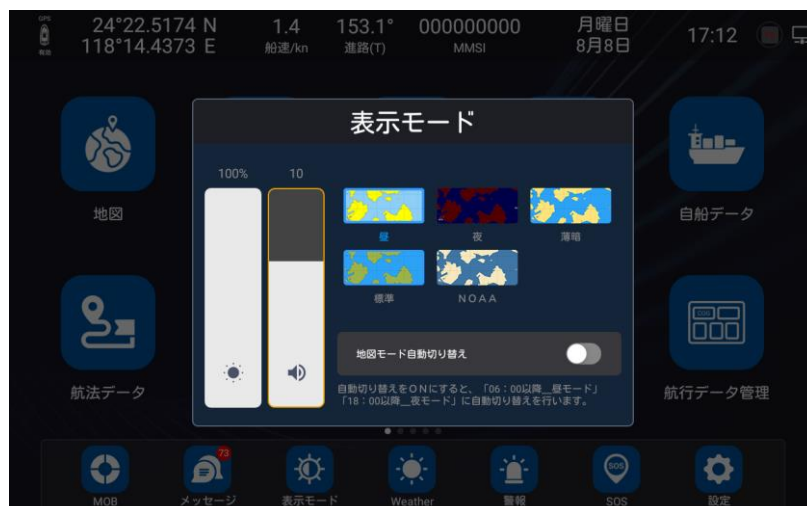 GPS
有効
24°22.5174 N
118°14.4373 E
1.4
船速/kn
153.1°
進路(T)
000000000
MMSI
月曜日
8月8日
17:12
表示モード
100%
10
昼
夜
薄暗
標準
NOAA
地図モード自動切り替え
自動切り替えをONにすると、「06:00以降__昼モード」
「18:00以降__夜モード」に自動切り替えを行います。
地図
自船データ
航法データ
COG
航行データ管理
73
SOS
MOB
メッセージ
表示モード
Weather
警報
SOS
設定